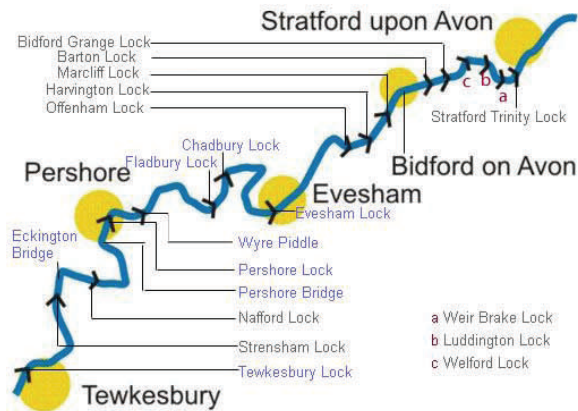 Stratford upon Avon
Bidford Grange Lock
Barton Lock
Marcliff Lock
Harvington Lock
Offenham Lock
c b
a
Stratford Trinity Lock
Chadbury Lock
Fladbury Lock
Pershore
Bidford on Avon
Evesham
Evesham Lock
Eckington
Bridge
Wyre Piddle
Pershore Lock
Pershore Bridge
Nafford Lock
Strensham Lock
Tewkesbury Lock
Tewkesbury
a Weir Brake Lock
b Luddington Lock
c Welford Lock